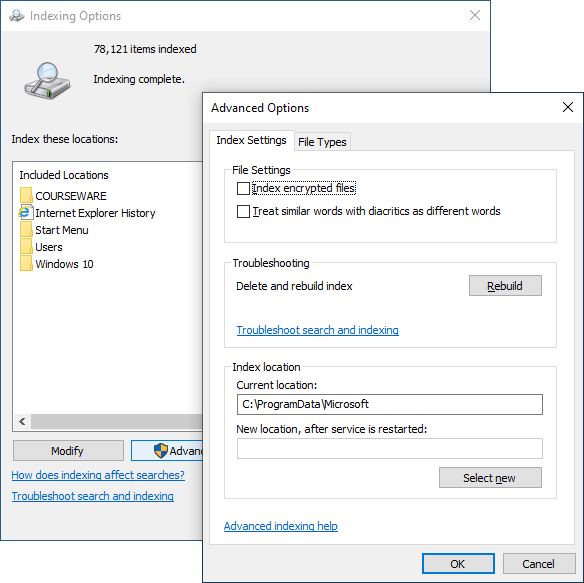 Indexing Options
78,121 items indexed
Indexing complete.
Index these locations:
Included Locations
COURSEWARE
Internet Explorer History
Start Menu
Users
Windows 10
Modify
Advan
How does indexing affect searches?
Troubleshoot search and indexing
Advanced Options
Index Settings
File Types
File Settings
Index encrypted files
Treat similar words with diacritics as different words
Troubleshooting
Delete and rebuild index
Rebuild
Troubleshoot search and indexing
Index location
Current location:
C:\ProgramData\Microsoft
New location, after service is restarted:
Select new
Advanced indexing help
OK
Cancel